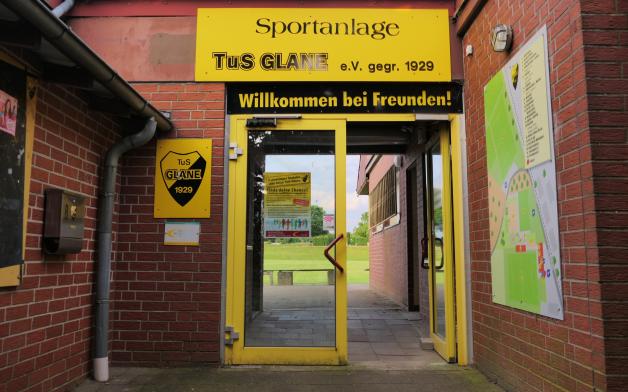 Sportanlage
TuS GLANE e.V. gegr. 1929
Willkommen bei Freunden!
TuS
GLANE
1929